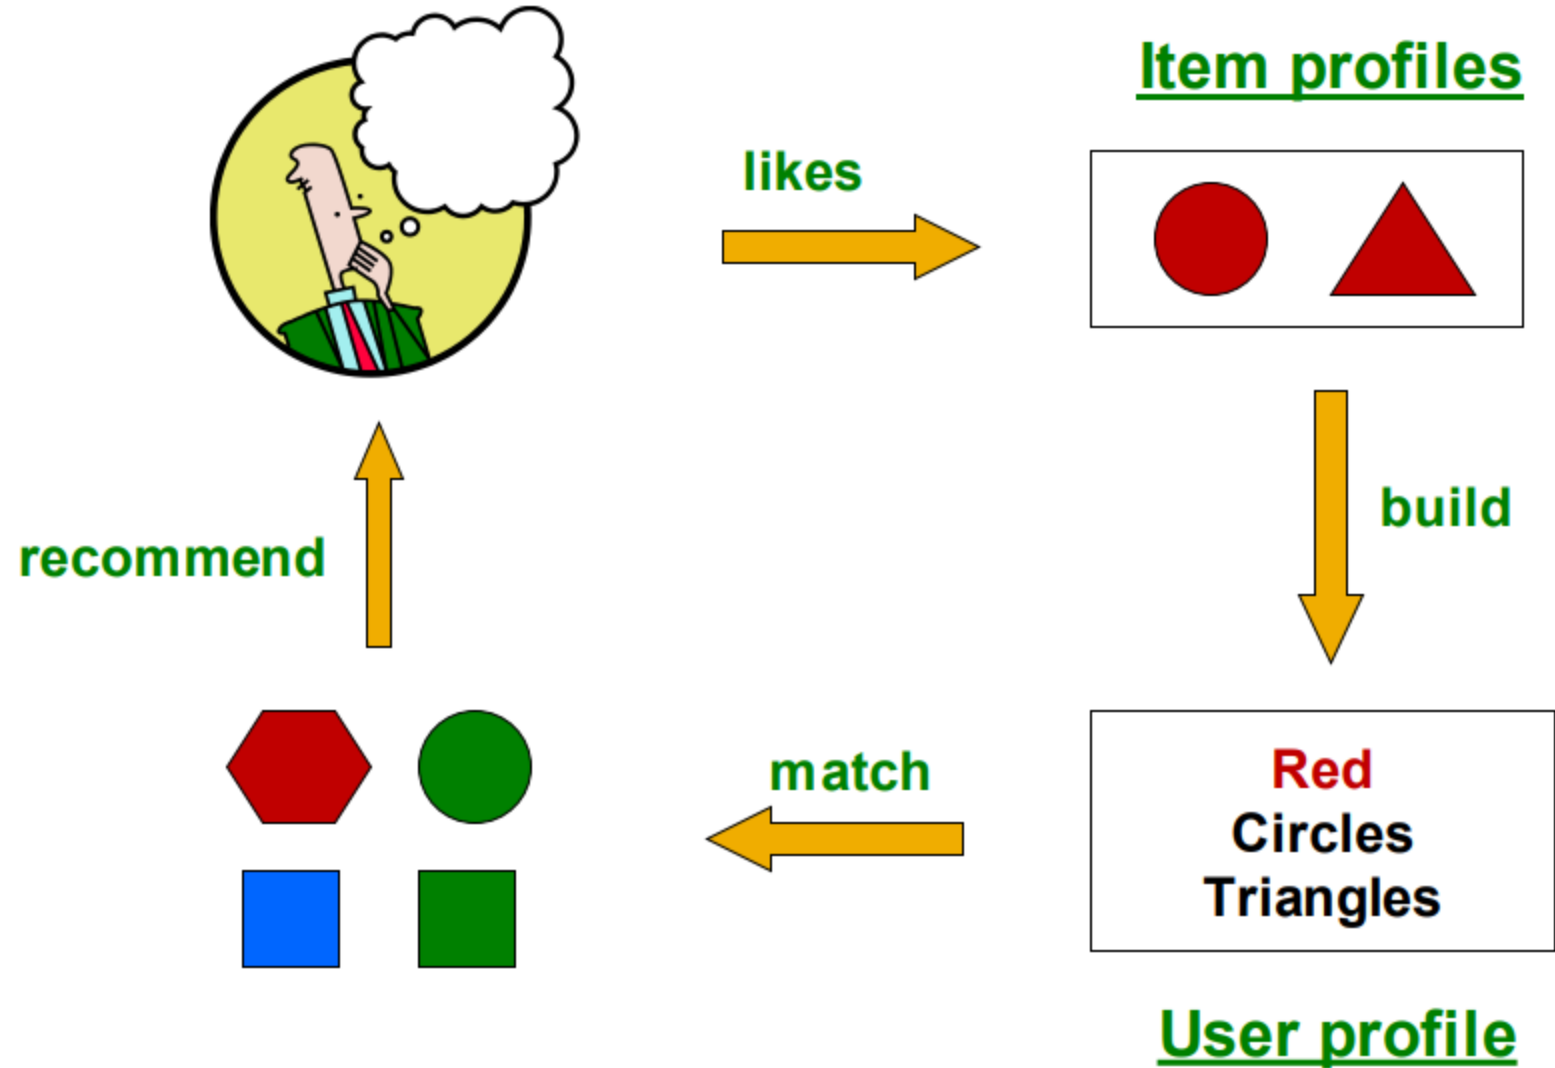 Item profiles
likes
build
recommend
match
Red
Circles
Triangles
User profile